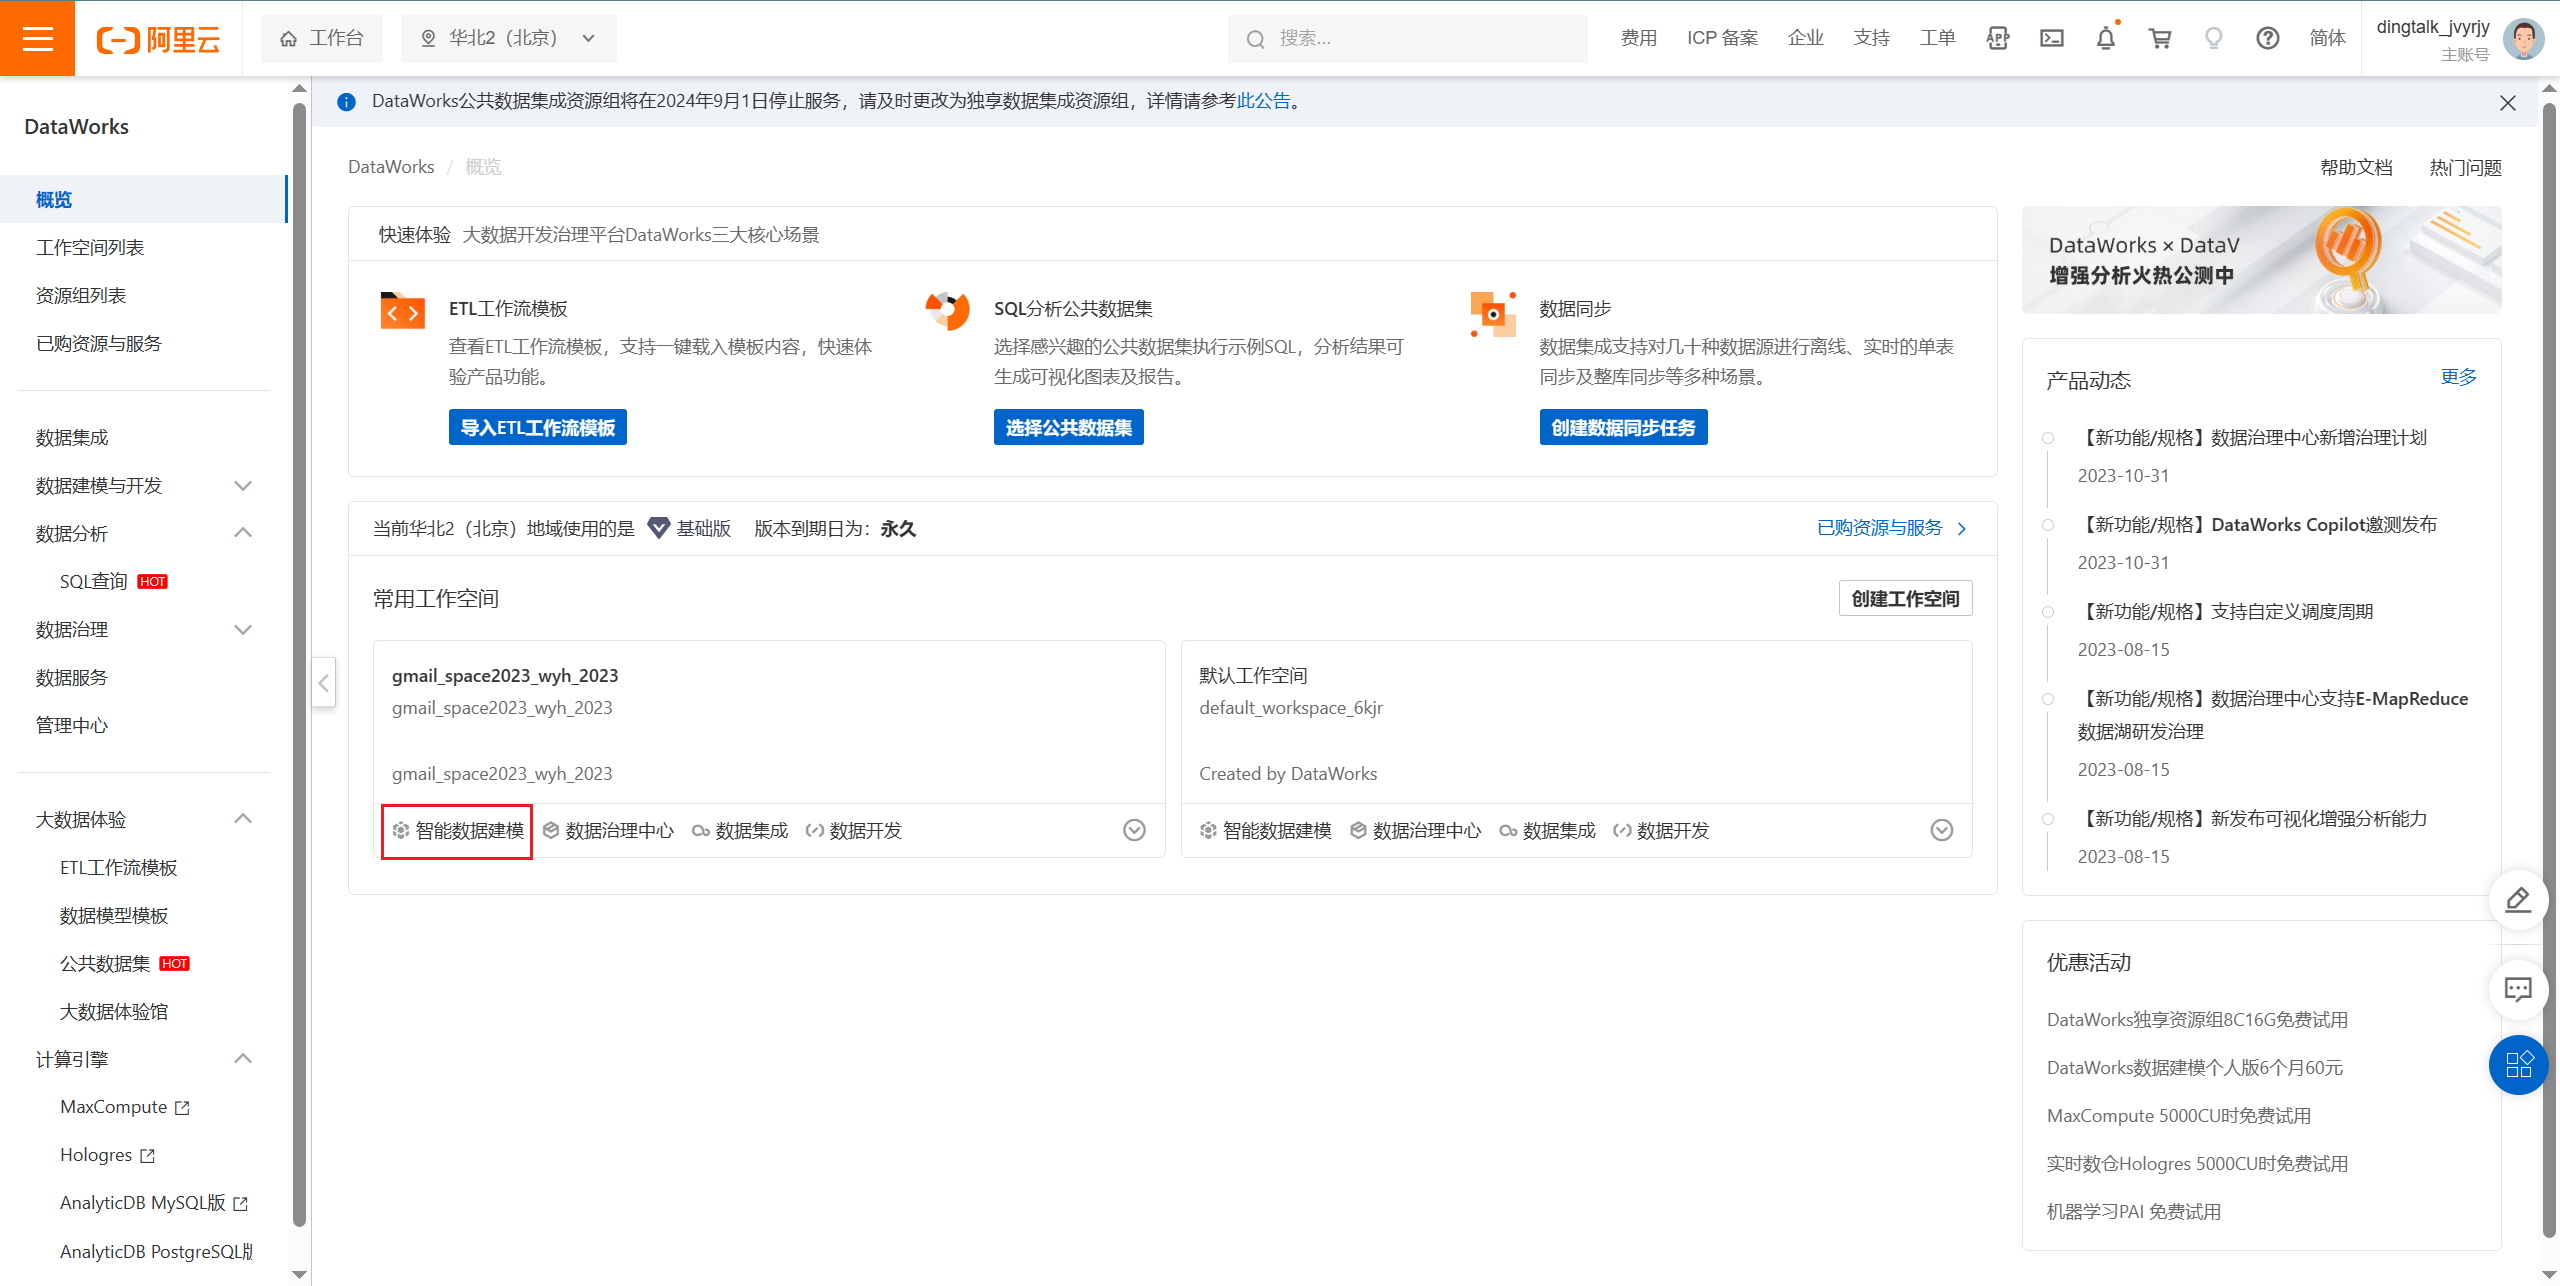 阿里云
工作台
华北2（北京）
搜索...
费用
ICP 备案
企业
支持
工单
APP
简体
dingtalk_jvyrjy
主账号
DataWorks
概览
工作空间列表
资源组列表
已购资源与服务
数据集成
数据建模与开发
数据分析
SQL查询 HOT
数据治理
数据服务
管理中心
大数据体验
ETL工作流模板
数据模型模板
公共数据集 HOT
大数据体验馆
计算引擎
MaxCompute
Hologres
AnalyticDB MySQL版
AnalyticDB PostgreSQL版
DataWorks公共数据集成资源组将在2024年9月1日停止服务，请及时更改为独享数据集成资源组，详情请参考此公告。
DataWorks / 概览
帮助文档
热门问题
快速体验 大数据开发治理平台DataWorks三大核心场景
ETL工作流模板
查看ETL工作流模板，支持一键载入模板内容，快速体
验产品功能。
导入ETL工作流模板
SQL分析公共数据集
选择感兴趣的公共数据集执行示例SQL，分析结果可
生成可视化图表及报告。
选择公共数据集
数据同步
数据集成支持对几十种数据源进行离线、实时的单表
同步及整库同步等多种场景。
创建数据同步任务
当前华北2（北京）地域使用的是 基础版 版本到期日为：永久
已购资源与服务
常用工作空间
创建工作空间
gmail_space2023_wyh_2023
gmail_space2023_wyh_2023
gmail_space2023_wyh_2023
智能数据建模 数据治理中心 数据集成 数据开发
默认工作空间
default_workspace_6kjr
Created by DataWorks
智能数据建模 数据治理中心 数据集成 数据开发
DataWorks × DataV
增强分析火热公测中
产品动态
更多
【新功能/规格】数据治理中心新增治理计划
2023-10-31
【新功能/规格】DataWorks Copilot邀测发布
2023-10-31
【新功能/规格】支持自定义调度周期
2023-08-15
【新功能/规格】数据治理中心支持E-MapReduce
数据湖研发治理
2023-08-15
【新功能/规格】新发布可视化增强分析能力
2023-08-15
优惠活动
DataWorks独享资源组8C16G免费试用
DataWorks数据建模个人版6个月60元
MaxCompute 5000CU时免费试用
实时数仓Hologres 5000CU时免费试用
机器学习PAI 免费试用